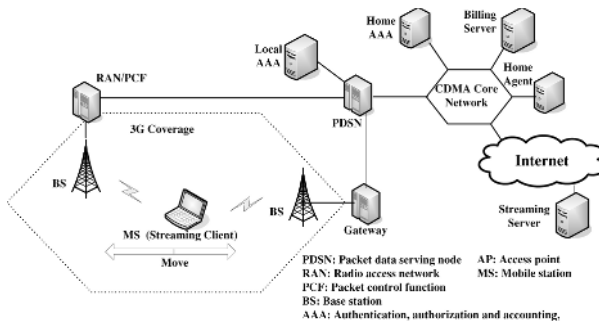 Home
AAA
Billing
Server
Local
AAA
Home
Agent
RAN/PCF
CDMA Core
Network
PDSN
3G Coverage
Internet
BS
BS
MS (Streaming Client)
Gateway
Streaming
Server
Move
PDSN: Packet data serving node
AP: Access point
RAN: Radio access network
MS: Mobile station
PCF: Packet control function
BS: Base station
AAA: Authentication, authorization and accounting,